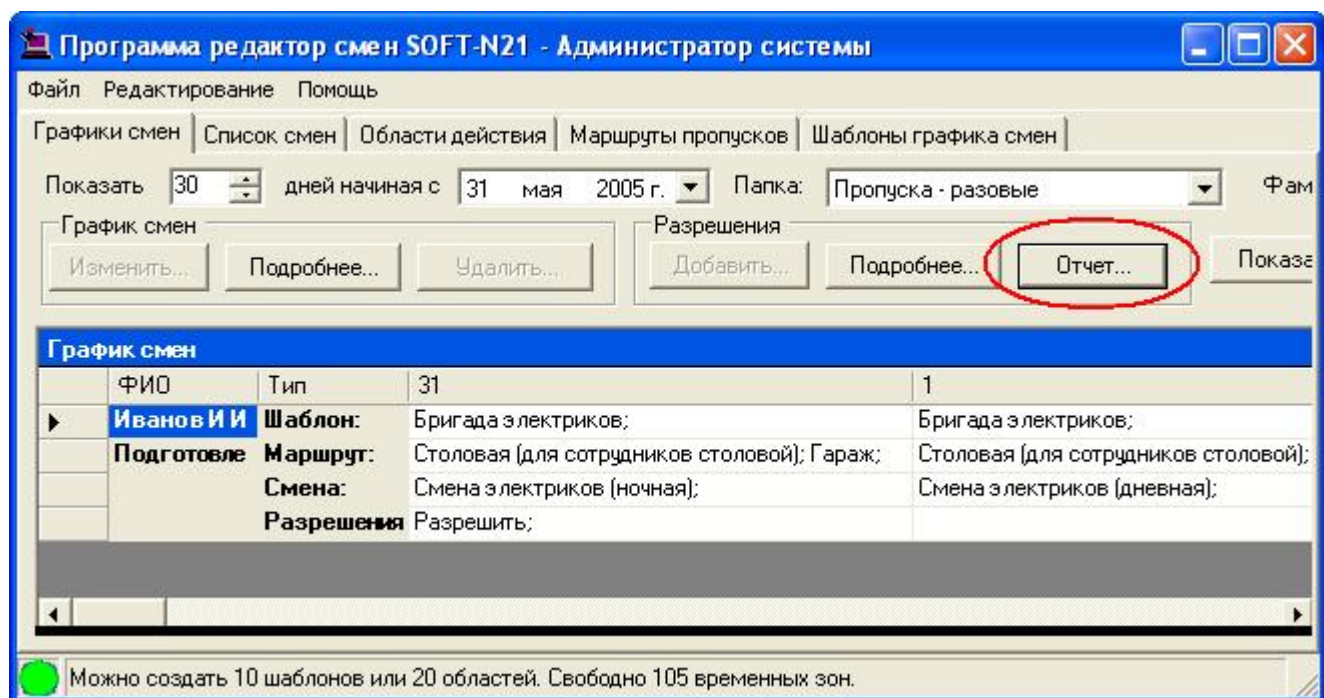 Программа редактор смен SOFT-N21 - Администратор системы
Файл Редактирование Помощь
Графики смен Список смен Области действия Маршруты пропусков Шаблоны графика смен
Показать 30 дней начиная с 31 мая 2005 г. Папка: Пропуска - разовые Фам
График смен Разрешения
Изменить... Подробнее... Удалить... Добавить... Подробнее... Отчет... Показа
График смен
ФИО Тип 31 1
Иванов И И Шаблон: Бригада электриков; Бригада электриков;
Подготовле Маршрут: Столовая (для сотрудников столовой); Гараж; Столовая (для сотрудников столовой);
Смена: Смена электриков (ночная); Смена электриков (дневная);
Разрешения Разрешить;
Можно создать 10 шаблонов или 20 областей. Свободно 105 временных зон.